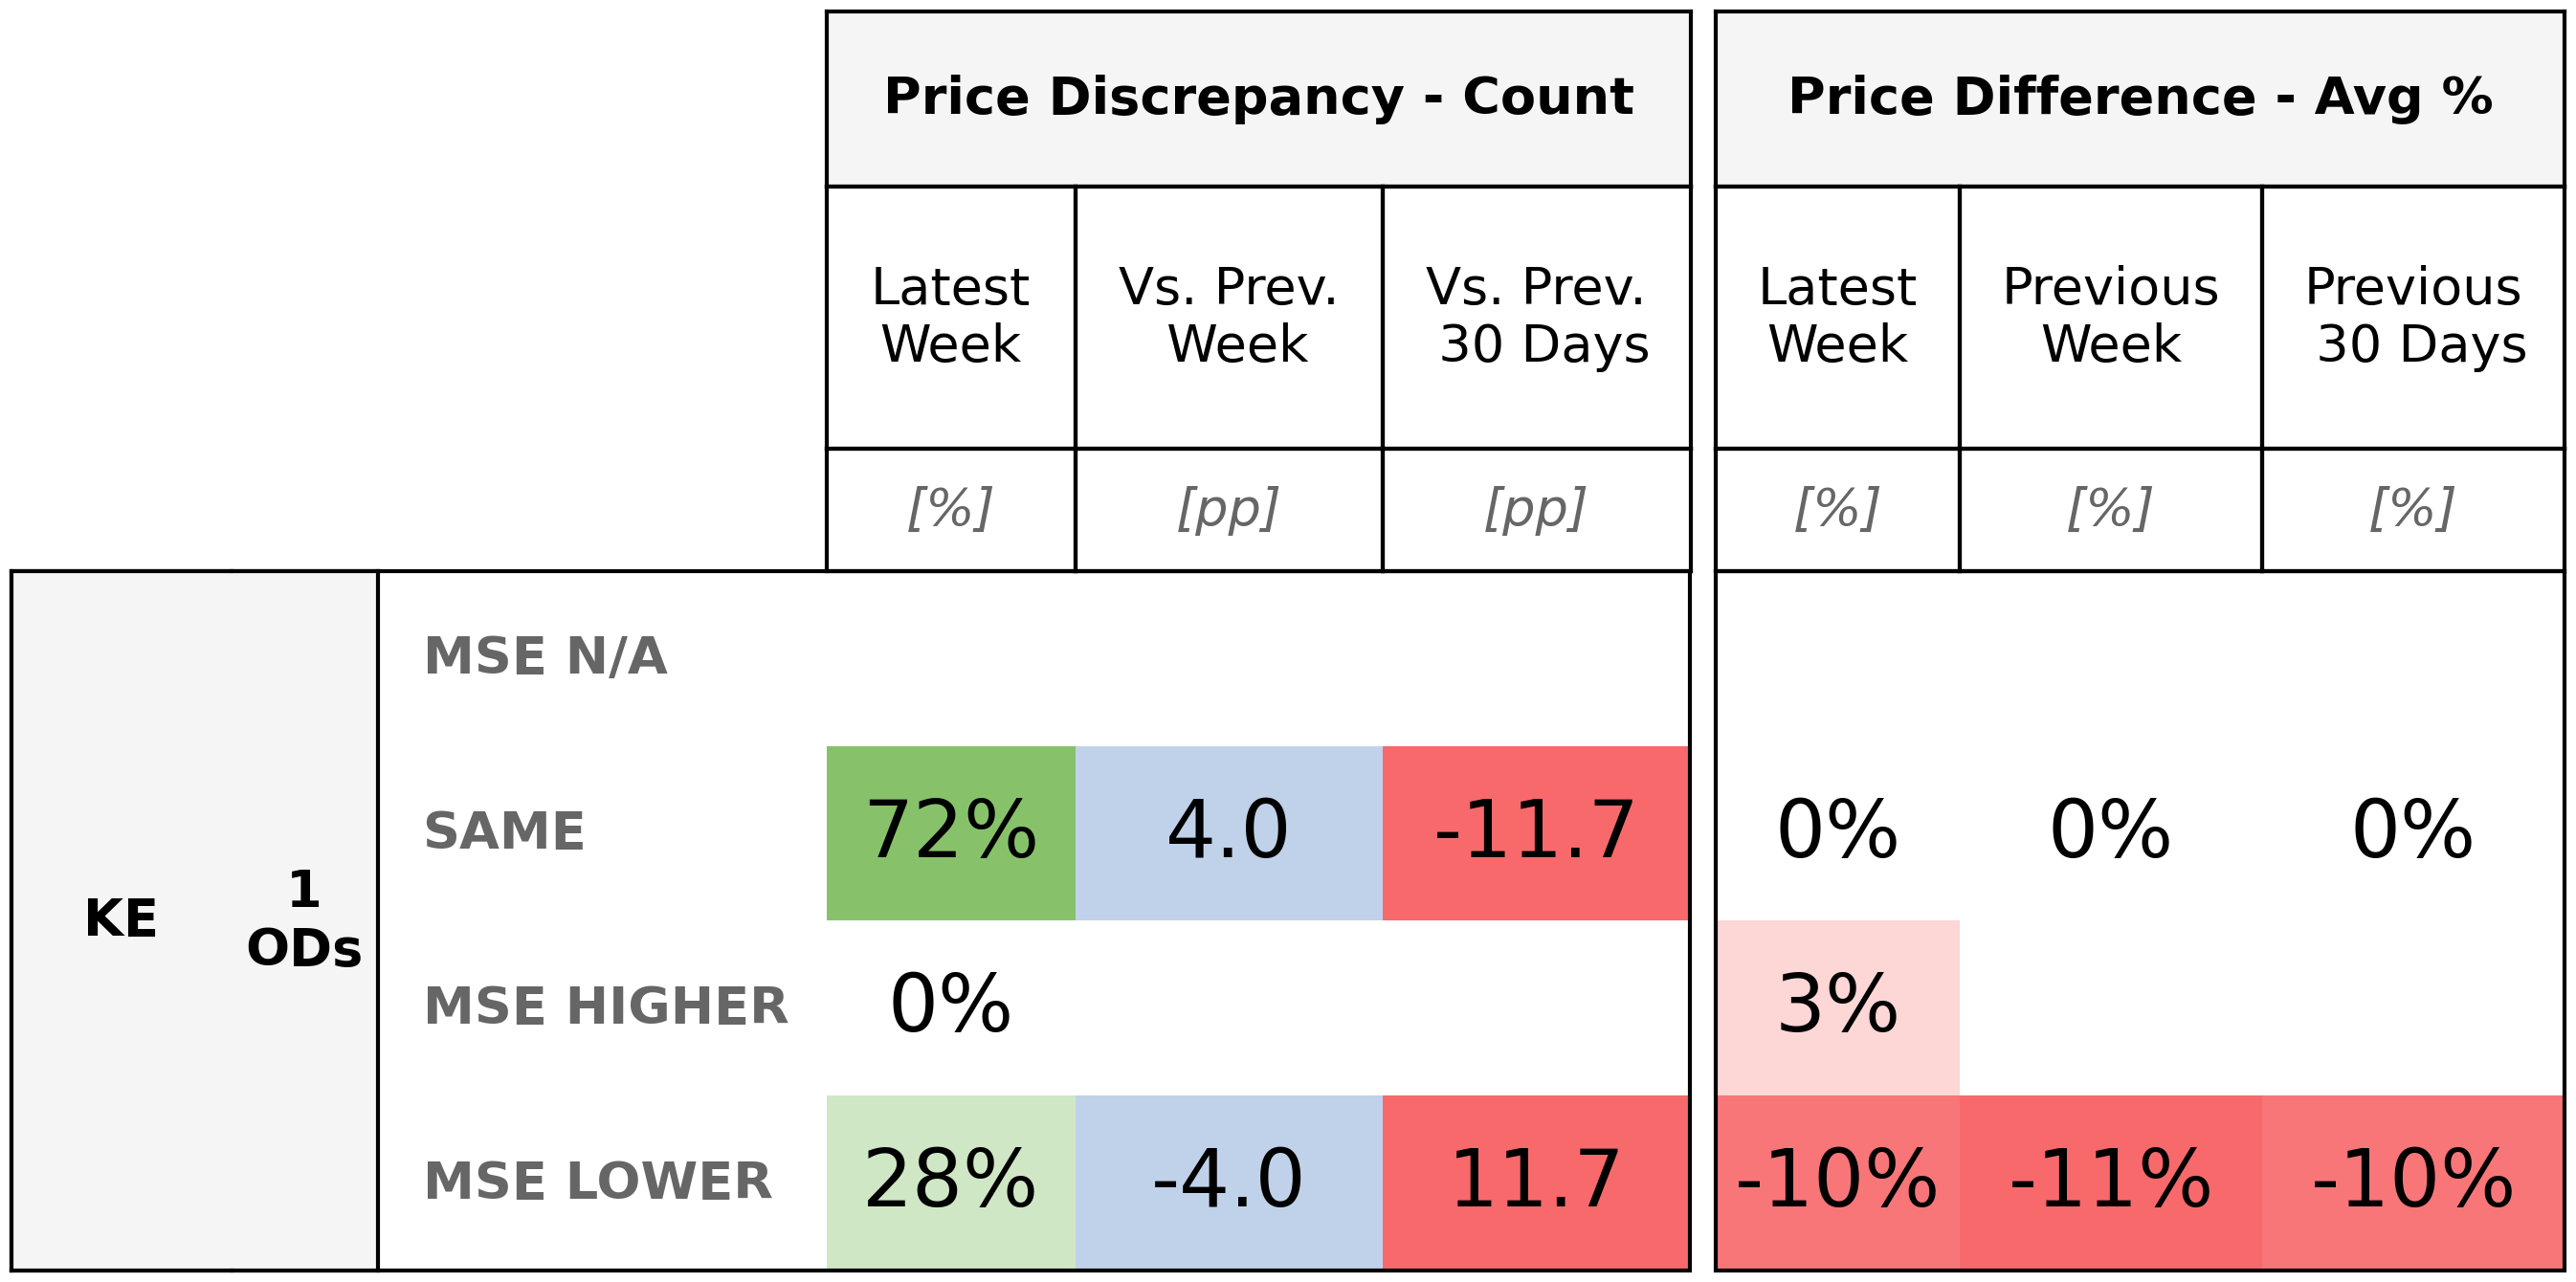 Price Discrepancy - Count Price Difference - Avg %
Latest Week Vs. Prev. Week Vs. Prev. 30 Days Latest Week Previous Week Previous 30 Days
[%] [pp] [pp] [%] [%] [%]
KE 1 ODs
MSE N/A
SAME 72% 4.0 -11.7 0% 0% 0%
MSE HIGHER 0% 3%
MSE LOWER 28% -4.0 11.7 -10% -11% -10%